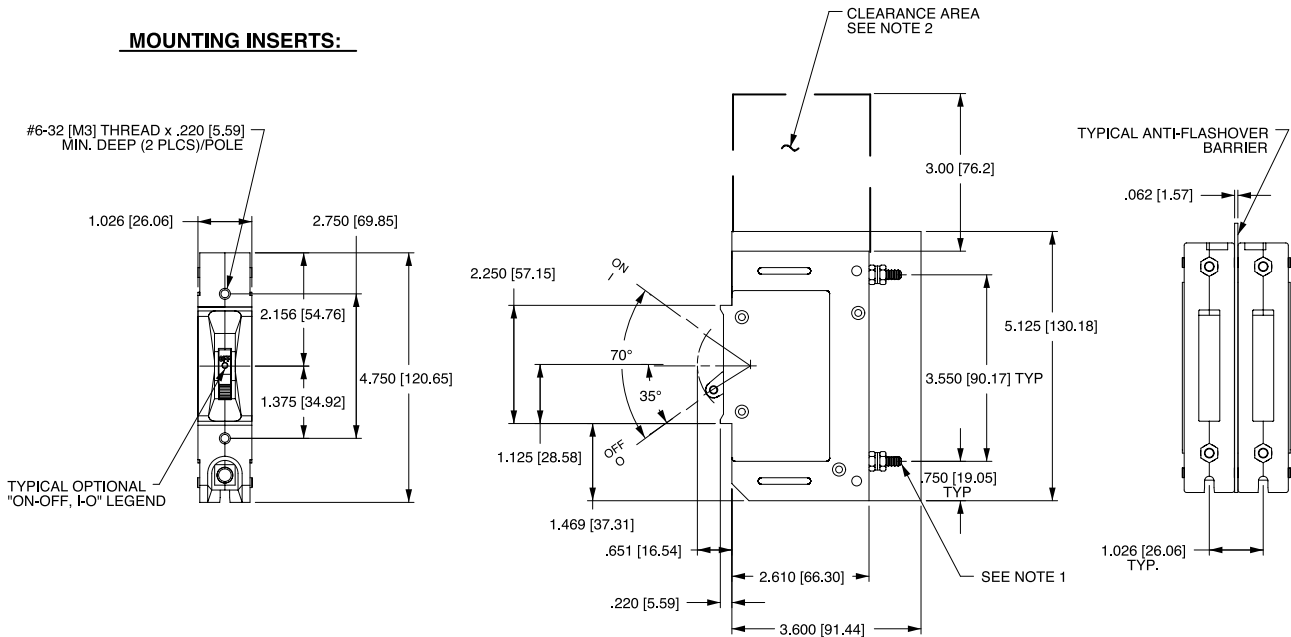 MOUNTING INSERTS:
#6-32 [M3] THREAD x .220 [5.59]
MIN. DEEP (2 PLCS)/POLE
1.026 [26.06]
2.750 [69.85]
2.156 [54.76]
4.750 [120.65]
1.375 [34.92]
OFF
TYPICAL OPTIONAL
"ON-OFF, I-O" LEGEND
CLEARANCE AREA
SEE NOTE 2
3.00 [76.2]
ON
I
2.250 [57.15]
70°
35°
OFF
O
1.125 [28.58]
1.469 [37.31]
.651 [16.54]
.220 [5.59]
2.610 [66.30]
3.600 [91.44]
5.125 [130.18]
3.550 [90.17] TYP
.750 [19.05]
TYP
SEE NOTE 1
TYPICAL ANTI-FLASHOVER
BARRIER
.062 [1.57]
1.026 [26.06]
TYP.